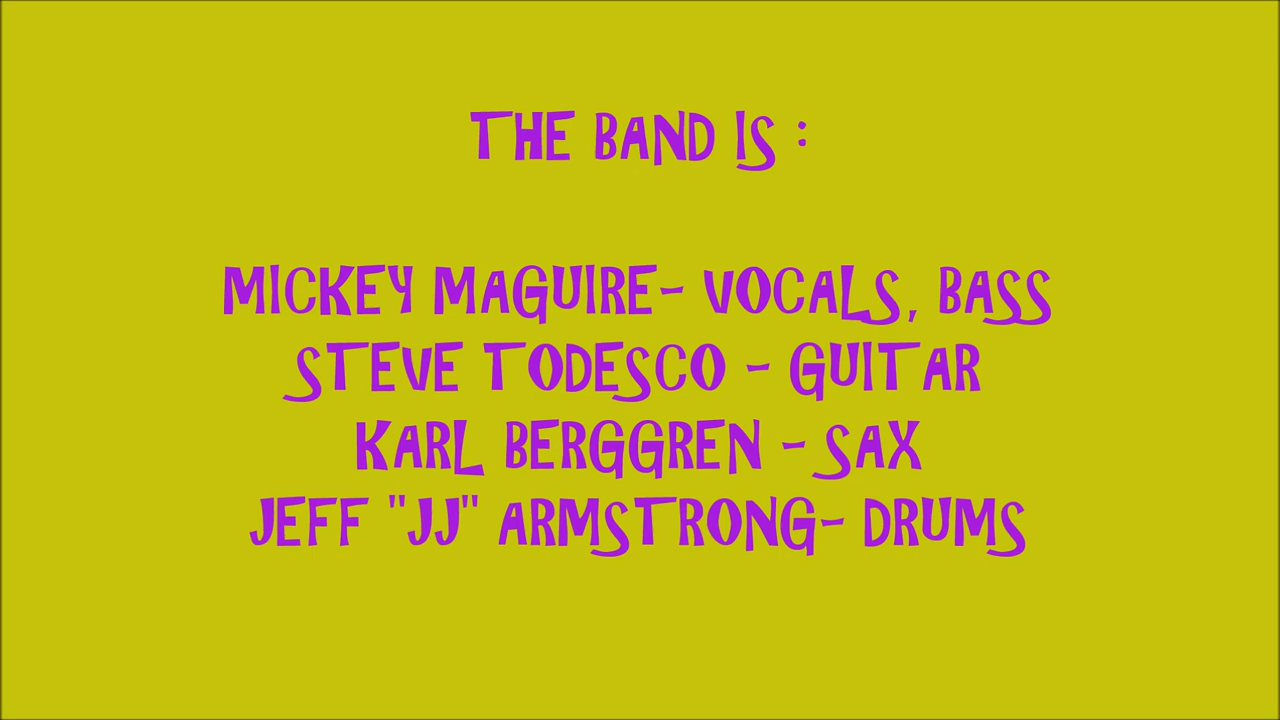 THE BAND IS :
MICKEY MAGUIRE- VOCALS, BASS
STEVE TODESCO - GUITAR
KARL BERGGREN - SAX
JEFF "JJ" ARMSTRONG- DRUMS